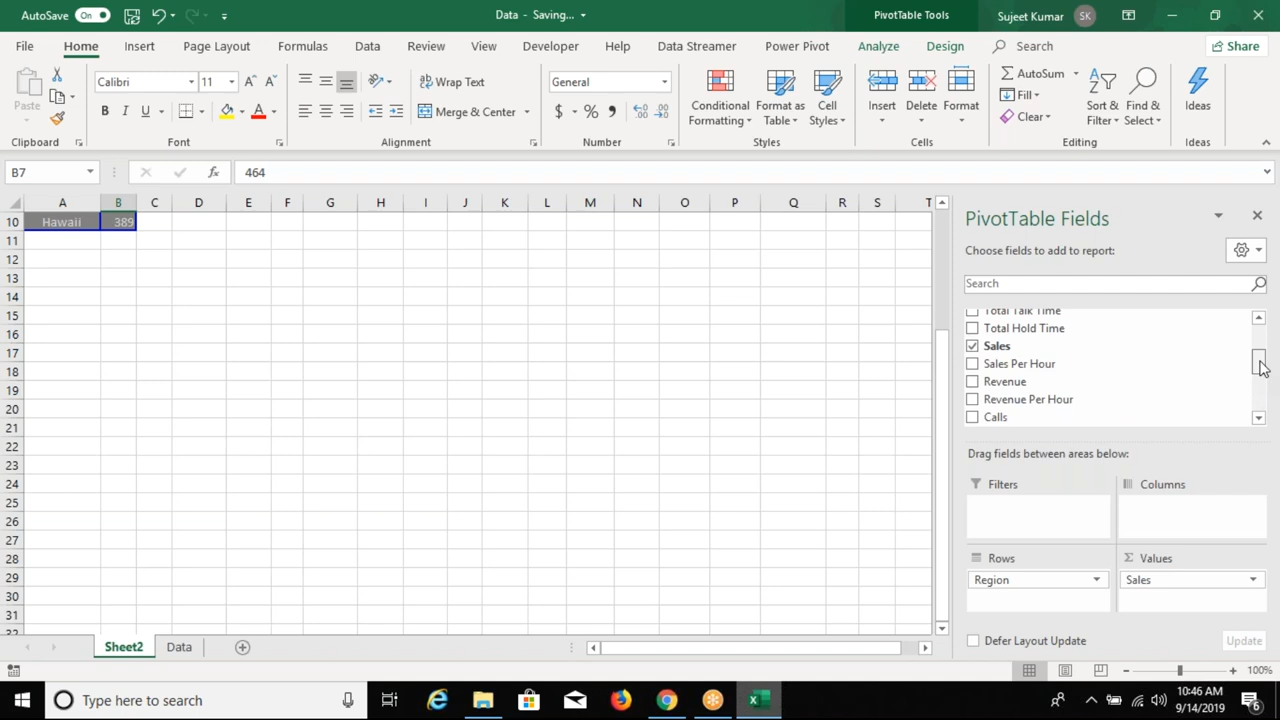 AutoSave On
Data - Saving...
PivotTable Tools
Sujeet Kumar SK
File Home Insert Page Layout Formulas Data Review View Developer Help Data Streamer Power Pivot Analyze Design Search Share
Paste
Calibri 11
B I U
Wrap Text
Merge & Center
General
$ % ,
Conditional Formatting
Format as Table
Cell Styles
Insert
Delete
Format
AutoSum
Fill
Clear
Sort & Filter
Find & Select
Ideas
Clipboard Font Alignment Number Styles Cells Editing Ideas
B7 fx 464
A B C D E F G H I J K L M N O P Q R S T
10 Hawaii 389
11
12
13
14
15
16
17
18
19
20
21
22
23
24
25
26
27
28
29
30
31
32
PivotTable Fields
Choose fields to add to report:
Search
Total Talk Time
Total Hold Time
Sales
Sales Per Hour
Revenue
Revenue Per Hour
Calls
Drag fields between areas below:
Filters Columns
Rows Σ Values
Region Sales
Defer Layout Update Update
Sheet2 Data
100%
Type here to search
10:46 AM
9/14/2019
6